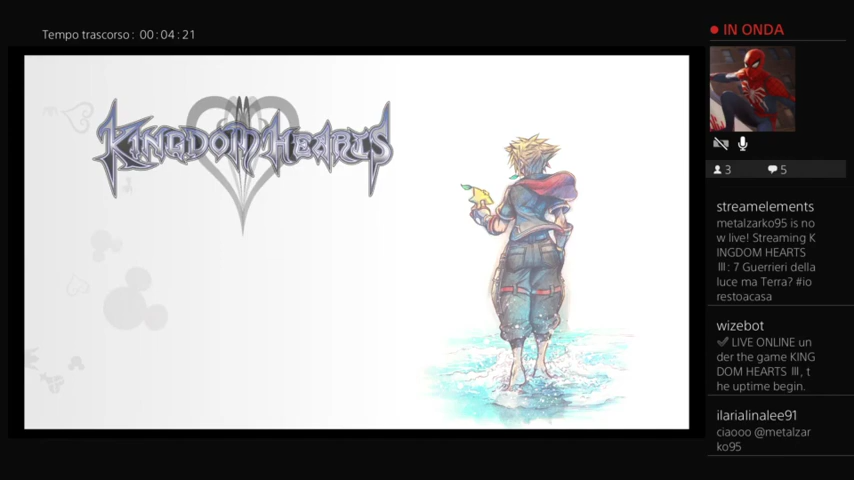 Tempo trascorso: 00:04:21
IN ONDA
KINGDOM HEARTS
3 5
streamelements
metalzarko95 is no
w live! Streaming K
INGDOM HEARTS
III: 7 Guerrieri della
luce ma Terra? #io
restoacasa
wizebot
✓ LIVE ONLINE un
der the game KING
DOM HEARTS III, t
he uptime begin.
ilarialinalee91
ciaooo @metalzar
ko95